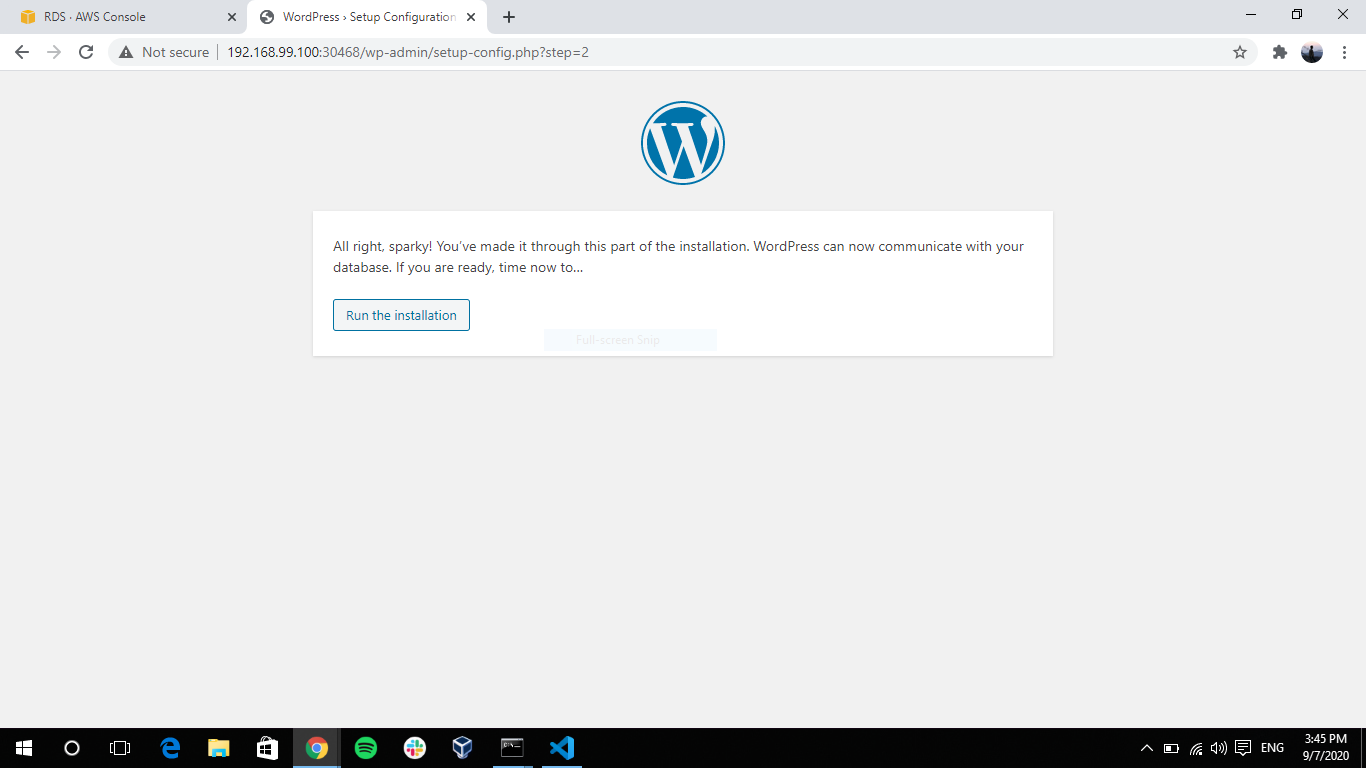 RDS · AWS Console
WordPress › Setup Configuration
Not secure
192.168.99.100:30468/wp-admin/setup-config.php?step=2
All right, sparky! You’ve made it through this part of the installation. WordPress can now communicate with your
database. If you are ready, time now to…
Run the installation
Full-screen Snip
ENG
3:45 PM
9/7/2020